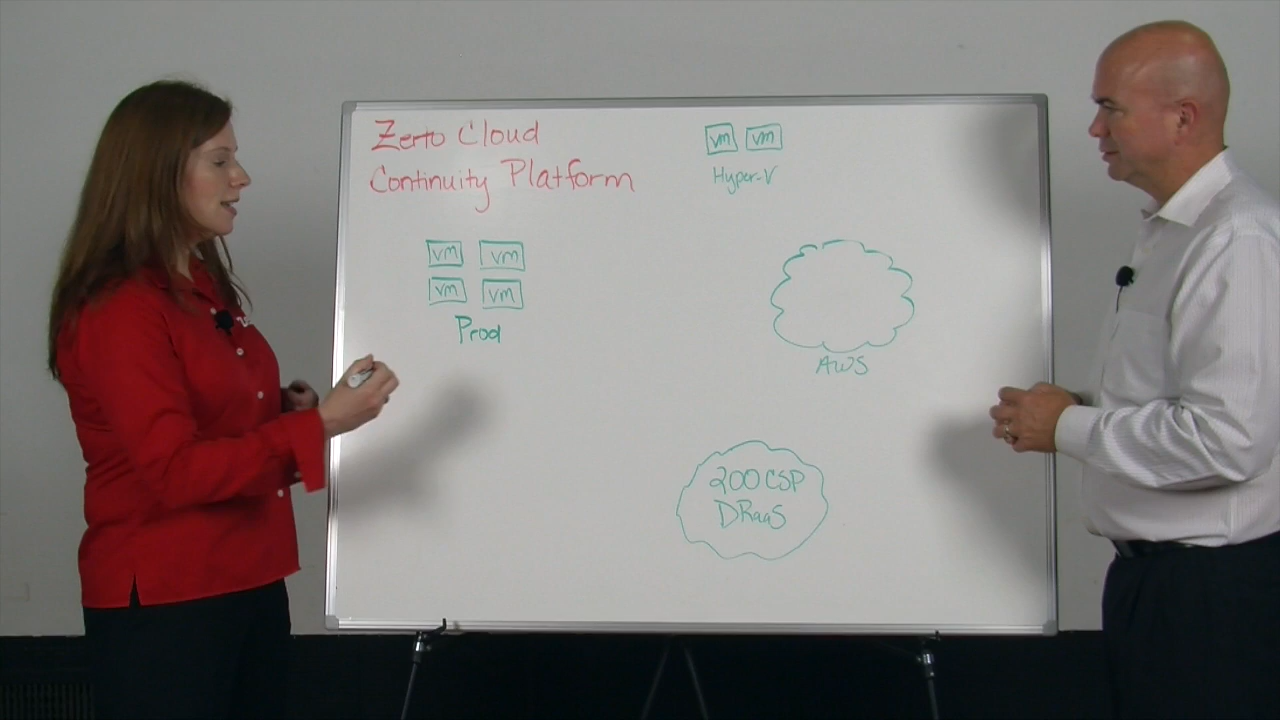 Zerto Cloud
Continuity Platform
vm vm
Hyper-V
vm vm
vm vm
Prod
AWS
200 CSP
DRaaS